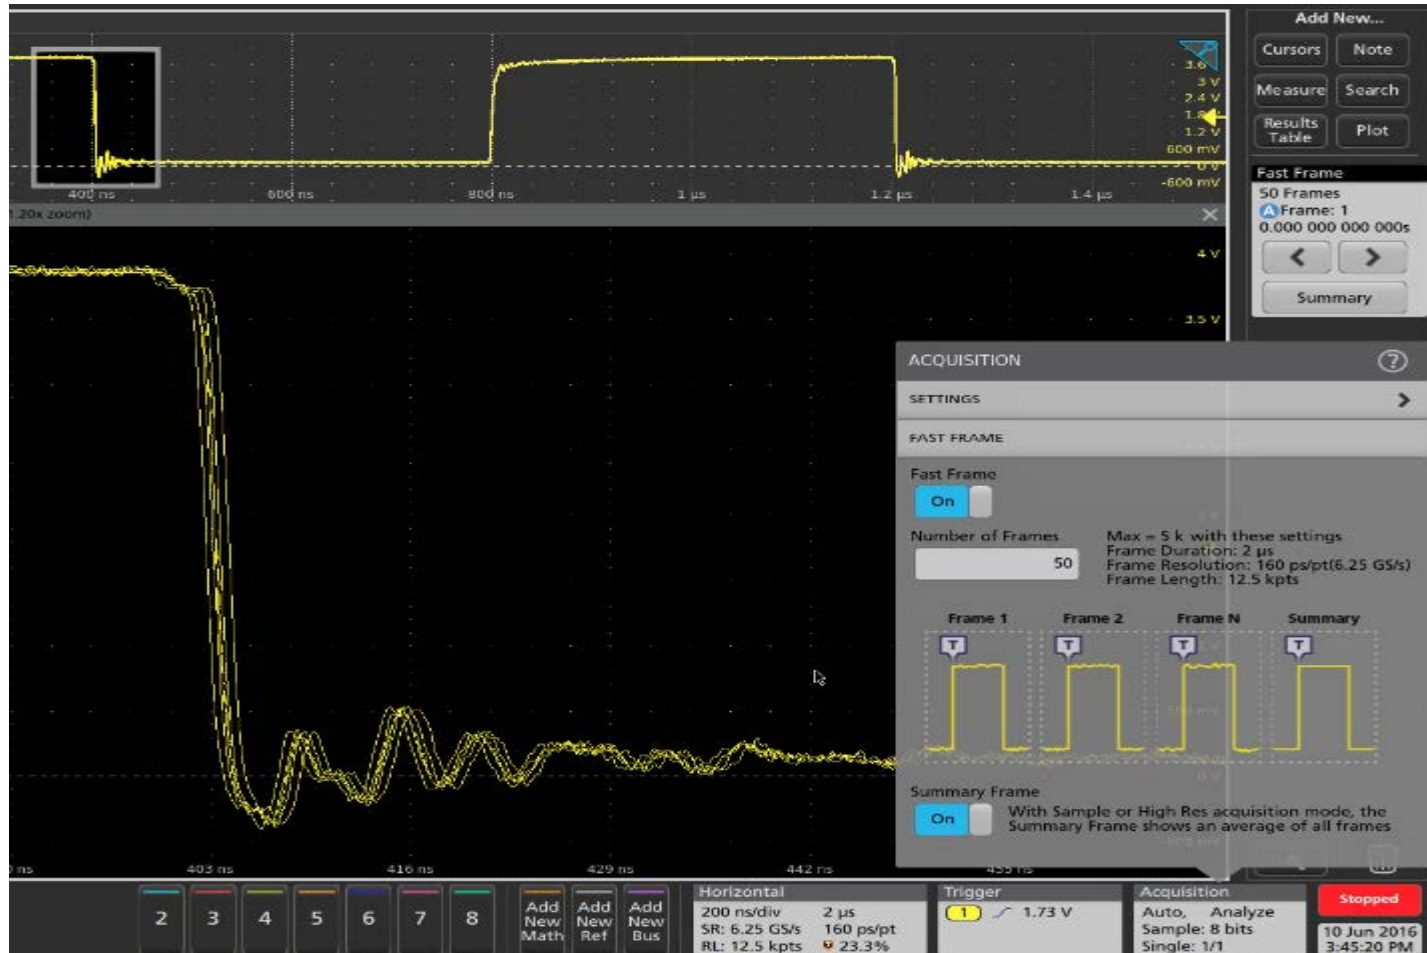 Add New...
Cursors
Note
Measure
Search
Results
Table
Plot
3 V
2.4 V
1.2 V
600 mV
0 V
-600 mV
400 ns
600 ns
800 ns
1 µs
1.2 µs
1.4 µs
Fast Frame
50 Frames
A Frame: 1
0.000 000 000 000s
Summary
1.20x zoom)
4 V
3.5 V
ACQUISITION
SETTINGS
FAST FRAME
Fast Frame
On
Number of Frames
50
Max = 5 k with these settings
Frame Duration: 2 µs
Frame Resolution: 160 ps/pt(6.25 GS/s)
Frame Length: 12.5 kpts
Frame 1
Frame 2
Frame N
Summary
T
T
T
T
Summary Frame
On
With Sample or High Res acquisition mode, the
Summary Frame shows an average of all frames
403 ns
416 ns
429 ns
442 ns
455 ns
2
3
4
5
6
7
8
Add
New
Math
Add
New
Ref
Add
New
Bus
Horizontal
200 ns/div 2 µs
SR: 6.25 GS/s 160 ps/pt
RL: 12.5 kpts 23.3%
Trigger
1 1.73 V
Acquisition
Auto, Analyze
Sample: 8 bits
Single: 1/1
Stopped
10 Jun 2016
3:45:20 PM